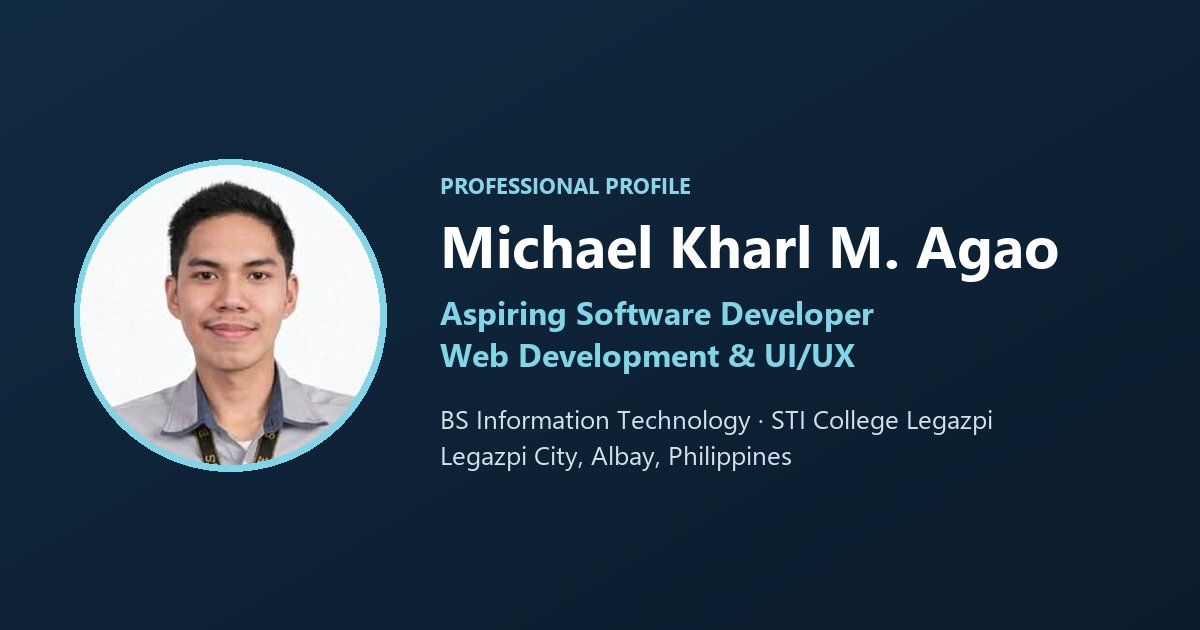 PROFESSIONAL PROFILE
Michael Kharl M. Agao
Aspiring Software Developer
Web Development & UI/UX
BS Information Technology · STI College Legazpi
Legazpi City, Albay, Philippines